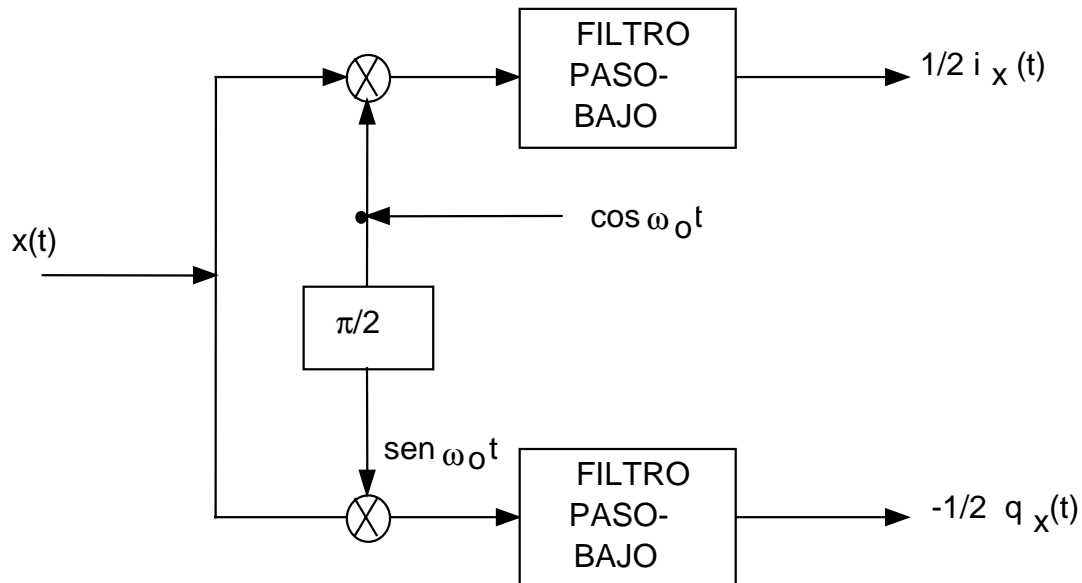 FILTRO
PASO-
BAJO
1/2 i x (t)
cos ω o t
x(t)
π/2
sen ω o t
FILTRO
PASO-
BAJO
-1/2 q x (t)